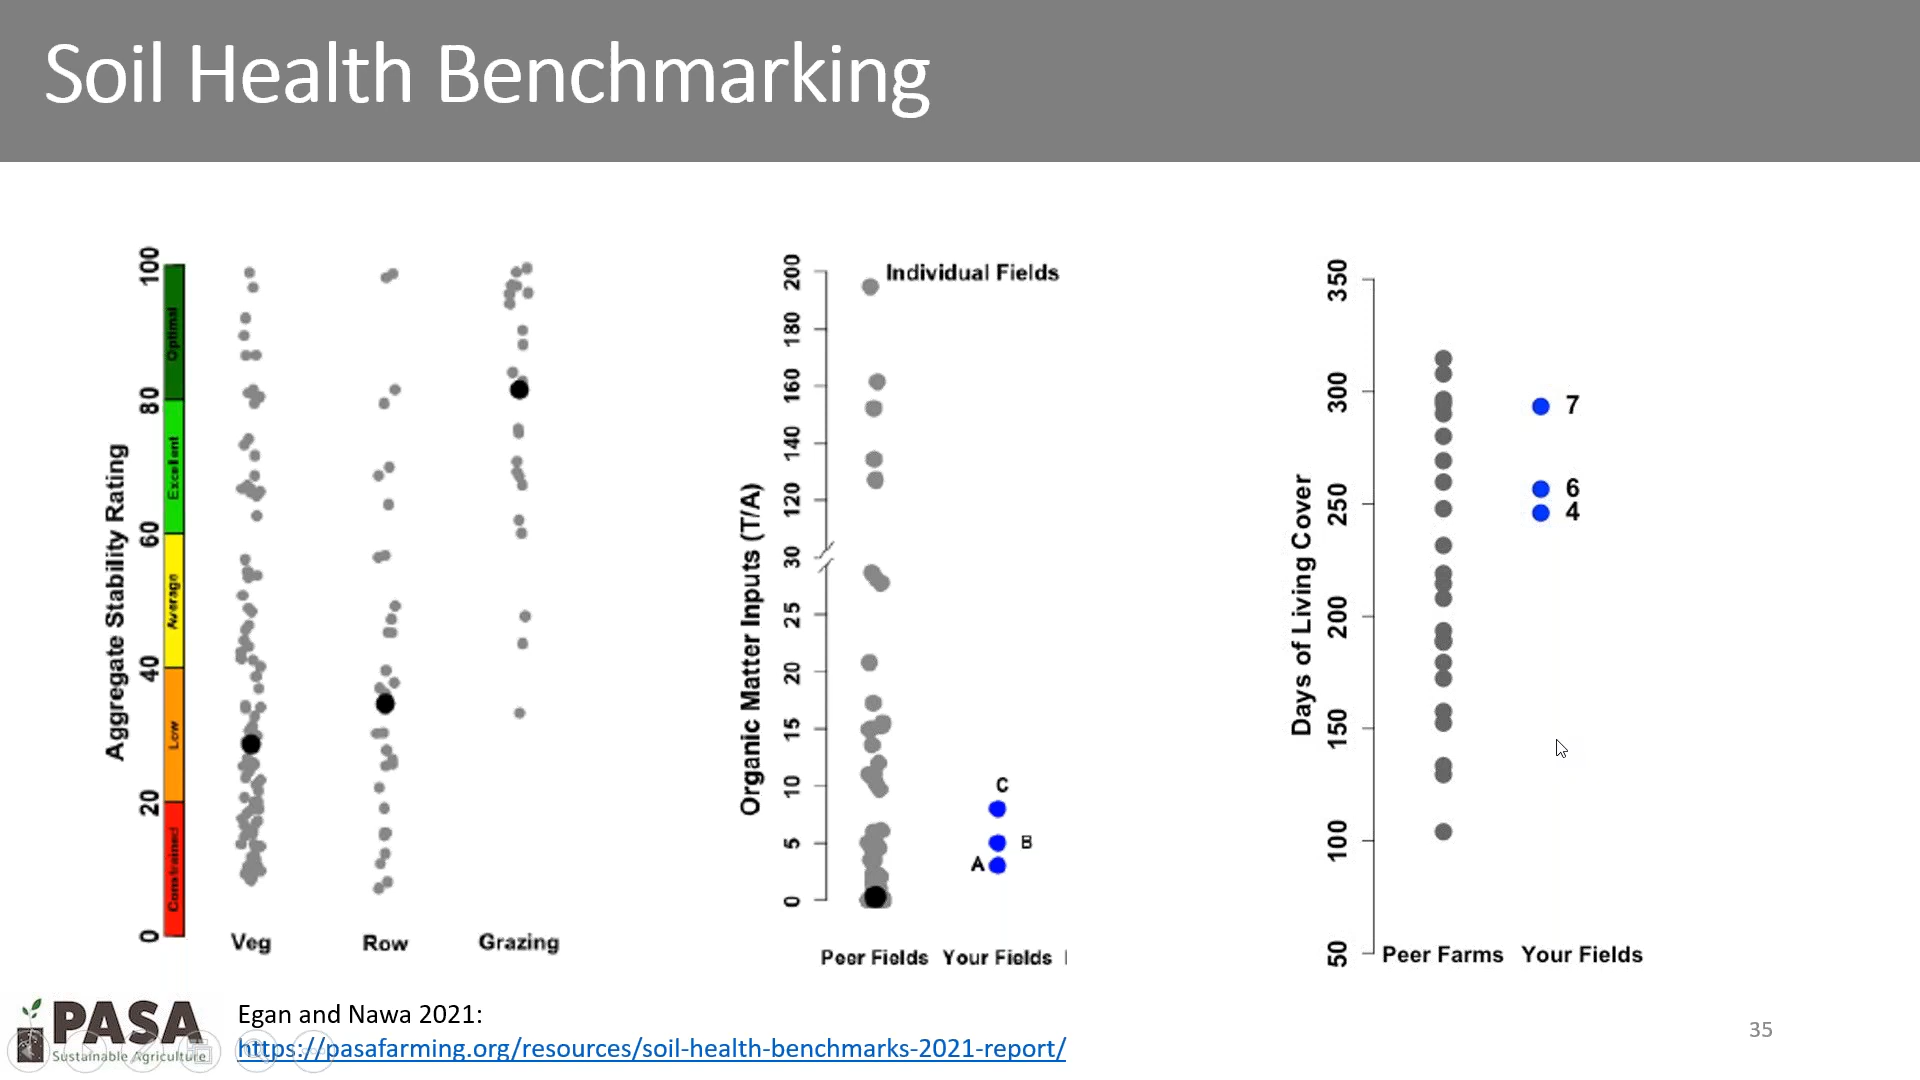 Soil Health Benchmarking
Aggregate Stability Rating
100
80
60
40
20
0
Optimal
Excellent
Average
Low
Constrained
Veg
Row
Grazing
Organic Matter Inputs (T/A)
200
180
160
140
120
30
25
20
15
10
5
0
Individual Fields
C
B
A
Peer Fields
Your Fields
Days of Living Cover
350
300
250
200
150
100
50
7
6
4
Peer Farms
Your Fields
PASA
Sustainable Agriculture
Egan and Nawa 2021:
https://pasafarming.org/resources/soil-health-benchmarks-2021-report/
35